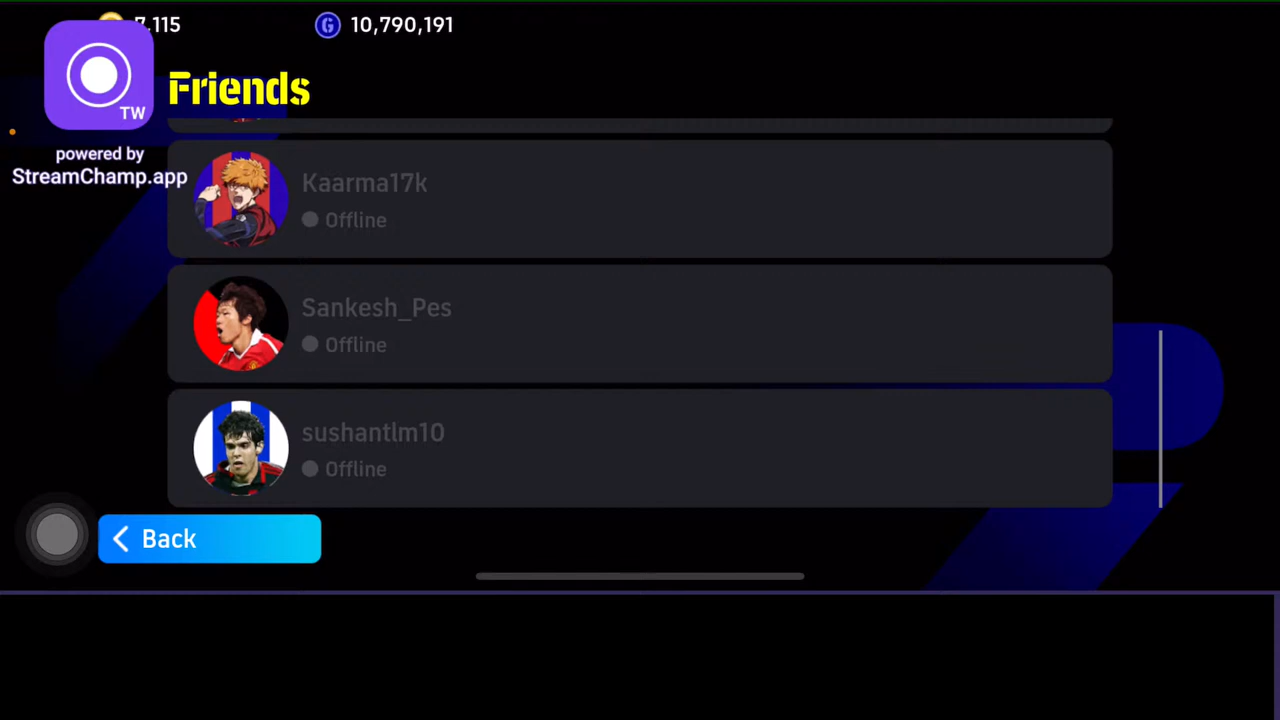 7,115
10,790,191
TW
Friends
powered by
StreamChamp.app
Kaarma17k
Offline
Sankesh_Pes
Offline
sushantlm10
Offline
Back